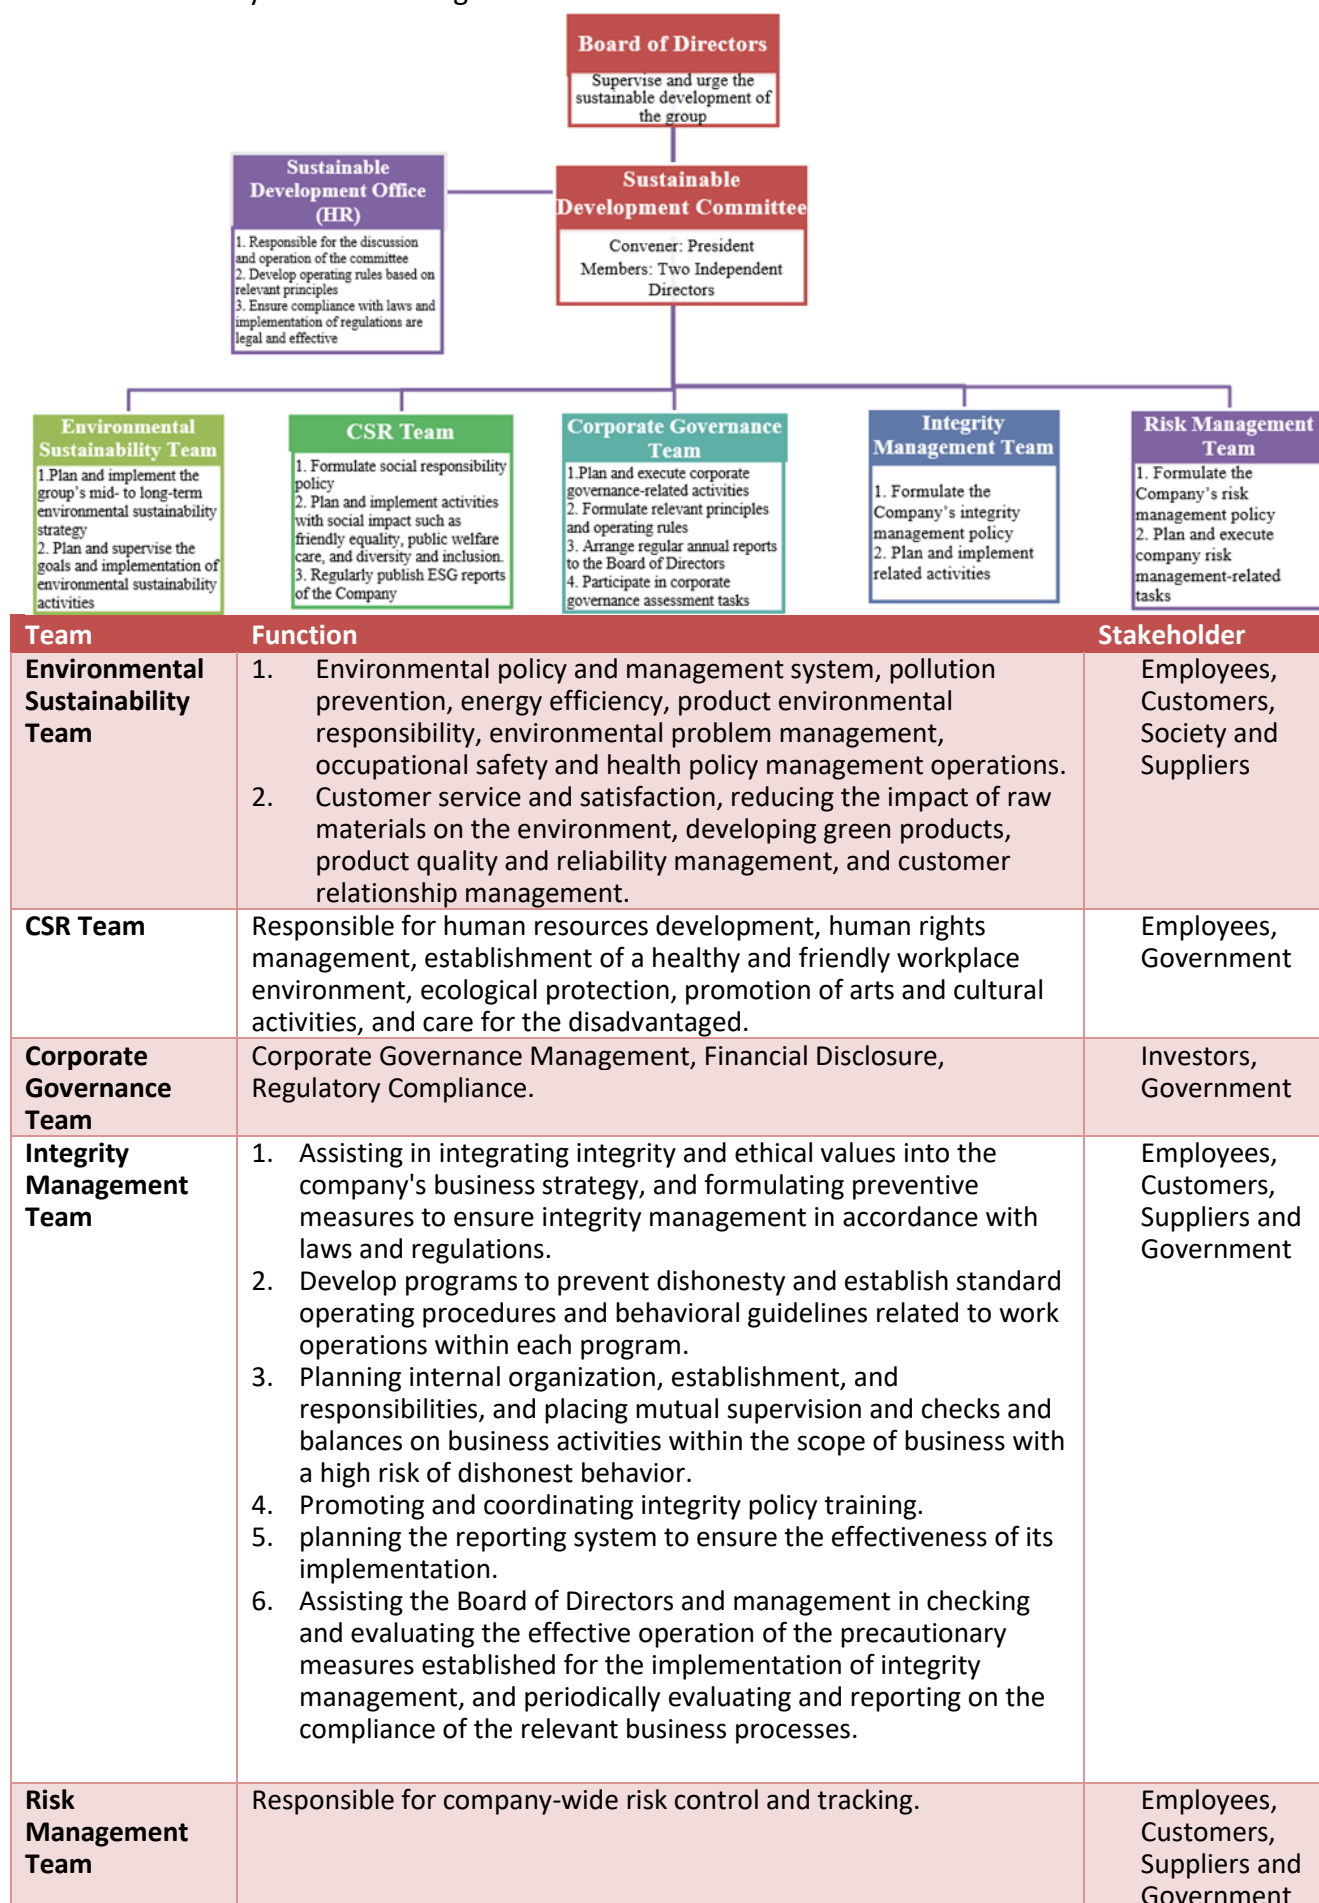 Board of Directors
Supervise and urge the
sustainable development of
the group
Sustainable
Development Office
(HR)
1. Responsible for the discussion
and operation of the committee
2. Develop operating rules based on
relevant principles
3. Ensure compliance with laws and
implementation of regulations are
legal and effective
Sustainable
Development Committee
Convener: President
Members: Two Independent
Directors
Environmental
Sustainability Team
1.Plan and implement the
group's mid- to long-term
environmental sustainability
strategy
2. Plan and supervise the
goals and implementation of
environmental sustainability
activities
CSR Team
1. Formulate social responsibility
policy
2. Plan and implement activities
with social impact such as
friendly equality, public welfare
care, and diversity and inclusion.
3. Regularly publish ESG reports
of the Company
Corporate Governance
Team
1.Plan and execute corporate
governance-related activities
2. Formulate relevant principles
and operating rules
3. Arrange regular annual reports
to the Board of Directors
4. Participate in corporate
governance assessment tasks
Integrity
Management Team
1. Formulate the
Company's integrity
management policy
2. Plan and implement
related activities
Risk Management
Team
1. Formulate the
Company's risk
management policy
2. Plan and execute
company risk
management-related
tasks
Team
Function
Stakeholder
Environmental
Sustainability
Team
1. Environmental policy and management system, pollution
prevention, energy efficiency, product environmental
responsibility, environmental problem management,
occupational safety and health policy management operations.
2. Customer service and satisfaction, reducing the impact of raw
materials on the environment, developing green products,
product quality and reliability management, and customer
relationship management.
Employees,
Customers,
Society and
Suppliers
CSR Team
Responsible for human resources development, human rights
management, establishment of a healthy and friendly workplace
environment, ecological protection, promotion of arts and cultural
activities, and care for the disadvantaged.
Employees,
Government
Corporate
Governance
Team
Corporate Governance Management, Financial Disclosure,
Regulatory Compliance.
Investors,
Government
Integrity
Management
Team
1. Assisting in integrating integrity and ethical values into the
company's business strategy, and formulating preventive
measures to ensure integrity management in accordance with
laws and regulations.
2. Develop programs to prevent dishonesty and establish standard
operating procedures and behavioral guidelines related to work
operations within each program.
3. Planning internal organization, establishment, and
responsibilities, and placing mutual supervision and checks and
balances on business activities within the scope of business with
a high risk of dishonest behavior.
4. Promoting and coordinating integrity policy training.
5. planning the reporting system to ensure the effectiveness of its
implementation.
6. Assisting the Board of Directors and management in checking
and evaluating the effective operation of the precautionary
measures established for the implementation of integrity
management, and periodically evaluating and reporting on the
compliance of the relevant business processes.
Employees,
Customers,
Suppliers and
Government
Risk
Management
Team
Responsible for company-wide risk control and tracking.
Employees,
Customers,
Suppliers and
Government